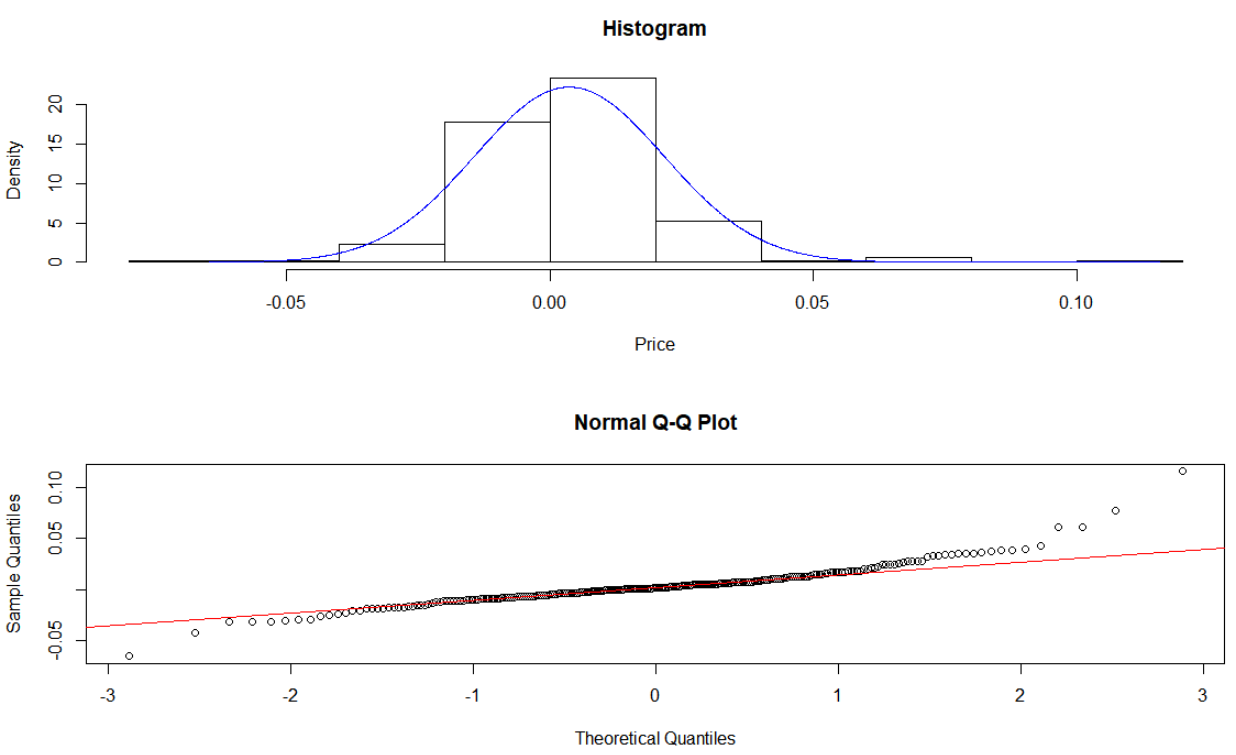 Histogram
Density
20
15
10
5
0
-0.05 0.00 0.05 0.10
Price
Normal Q-Q Plot
Sample Quantiles
0.10
0.05
-0.05
-3 -2 -1 0 1 2 3
Theoretical Quantiles